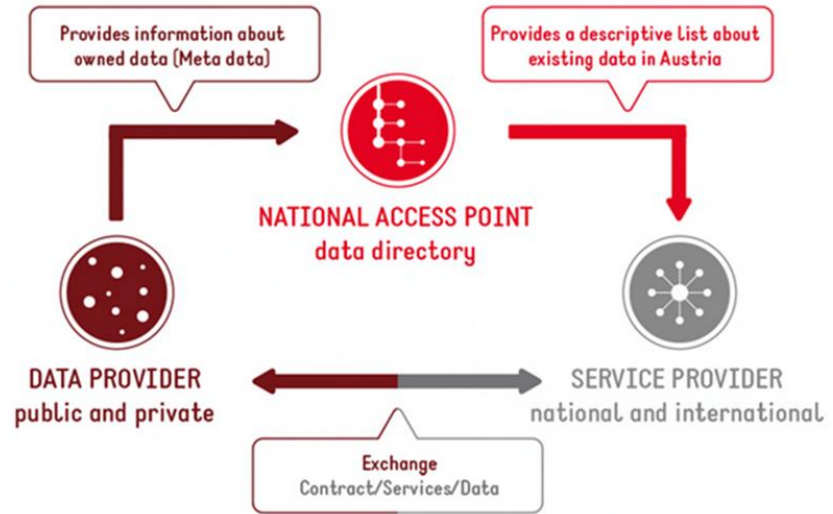 Provides information about
owned data (Meta data)
Provides a descriptive list about
existing data in Austria
NATIONAL ACCESS POINT
data directory
DATA PROVIDER
public and private
SERVICE PROVIDER
national and international
Exchange
Contract/Services/Data